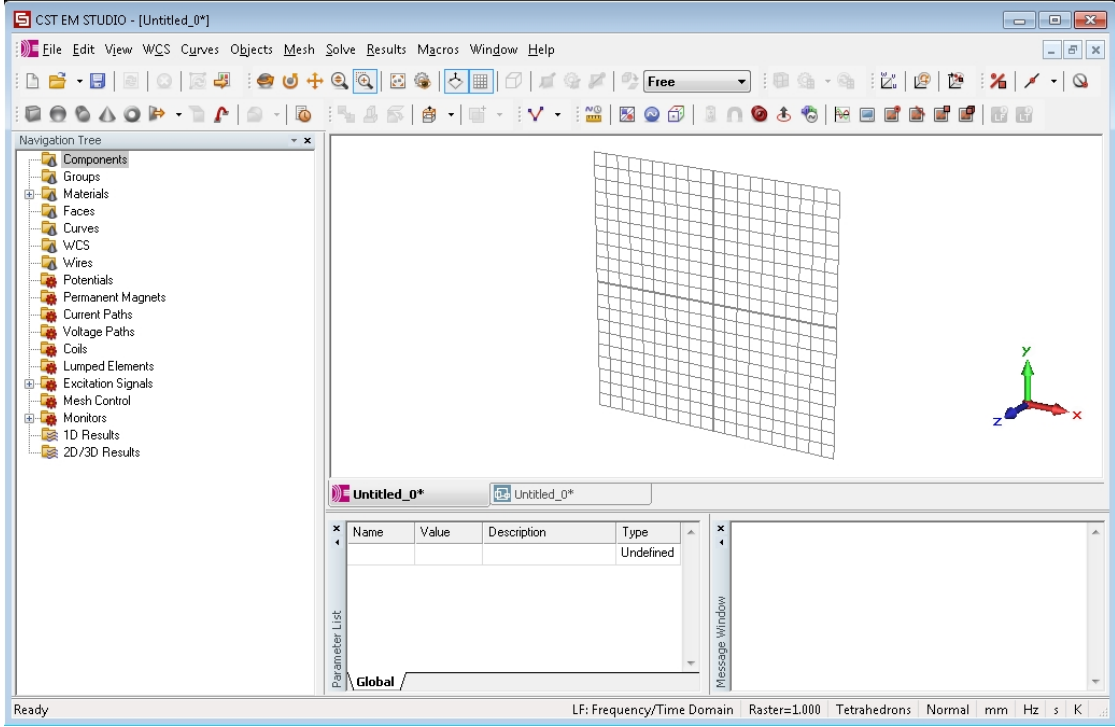 CST EM STUDIO - [Untitled_0*]
File Edit View WCS Curves Objects Mesh Solve Results Macros Window Help
Free
Navigation Tree
Components
Groups
Materials
Faces
Curves
WCS
Wires
Potentials
Permanent Magnets
Current Paths
Voltage Paths
Coils
Lumped Elements
Excitation Signals
Mesh Control
Monitors
1D Results
2D/3D Results
y
z
x
Untitled_0* Untitled_0*
Name Value Description Type
Undefined
Parameter List
Global
Message Window
Ready LF: Frequency/Time Domain Raster=1.000 Tetrahedrons Normal mm Hz s K